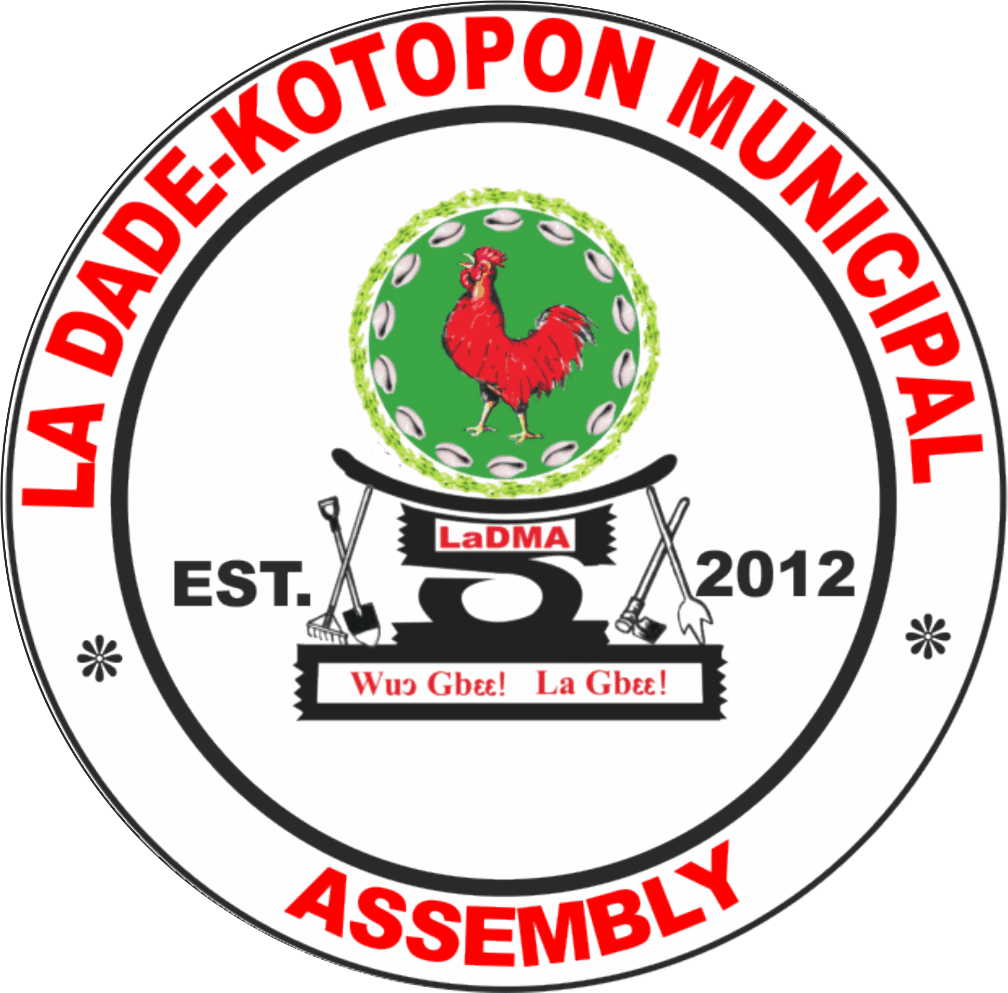 LA DADE-KOTOPON MUNICIPAL
LaDMA
EST. 2012
Wuɔ Gbɛɛ! La Gbɛɛ!
ASSEMBLY